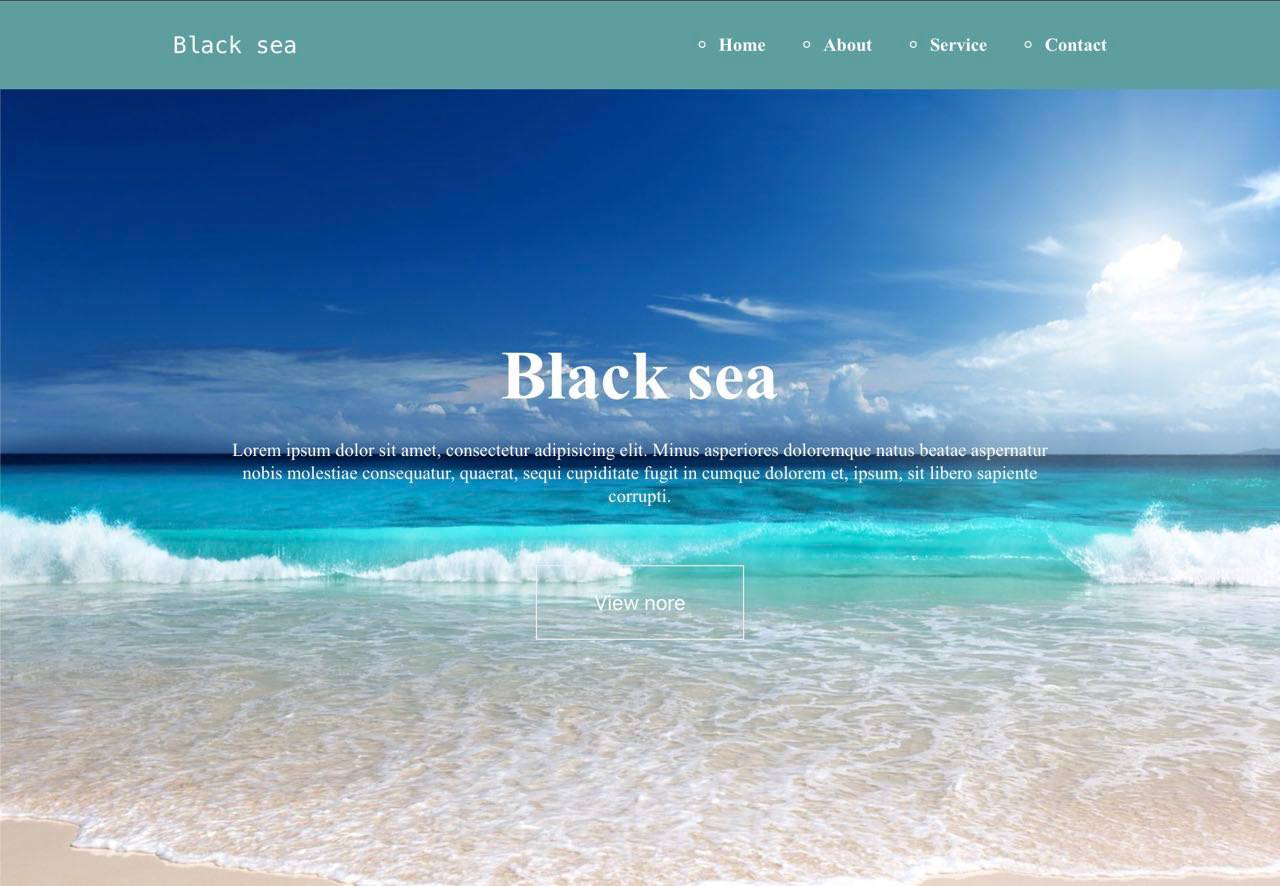 Black sea
Home About Service Contact
Black sea
Lorem ipsum dolor sit amet, consectetur adipisicing elit. Minus asperiores doloremque natus beatae aspernatur
nobis molestiae consequatur, quaerat, sequi cupiditate fugit in cumque dolorem et, ipsum, sit libero sapiente
corrupti.
View nore